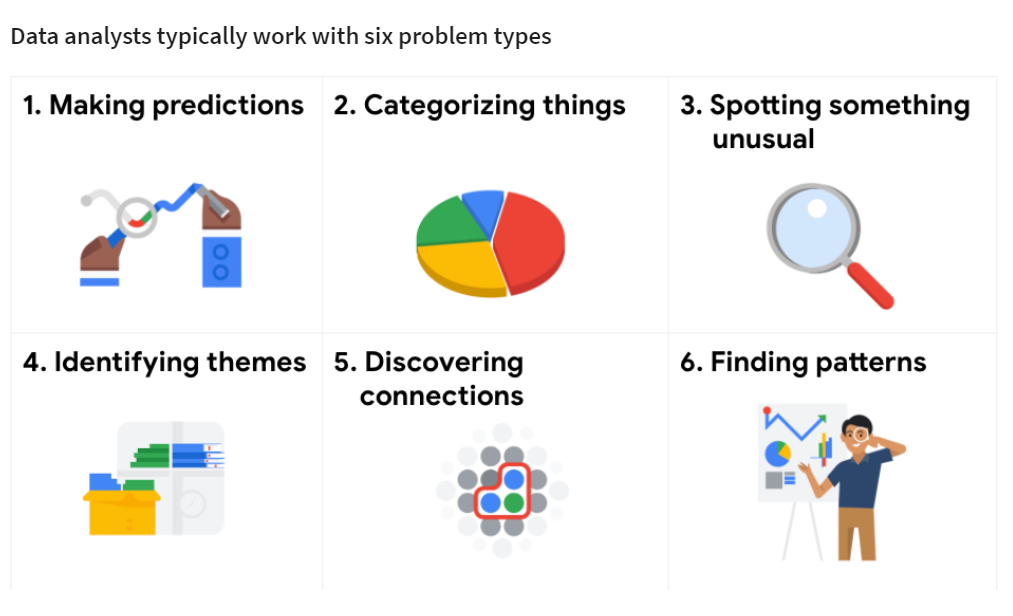 Data analysts typically work with six problem types
1. Making predictions
2. Categorizing things
3. Spotting something
unusual
4. Identifying themes
5. Discovering
connections
6. Finding patterns